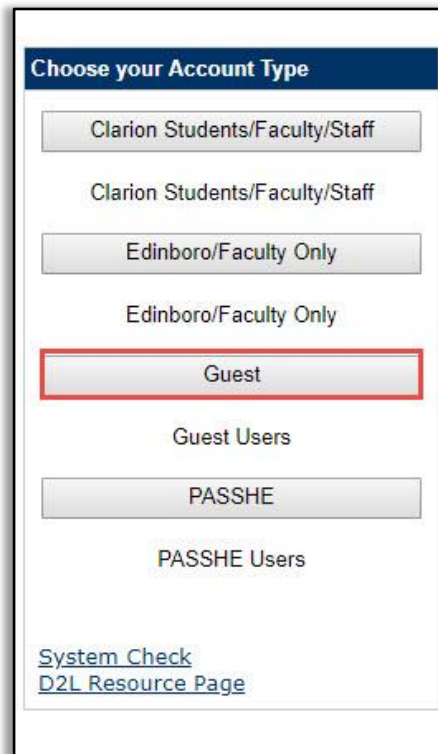 Choose your Account Type
Clarion Students/Faculty/Staff
Clarion Students/Faculty/Staff
Edinboro/Faculty Only
Edinboro/Faculty Only
Guest
Guest Users
PASSHE
PASSHE Users
System Check
D2L Resource Page